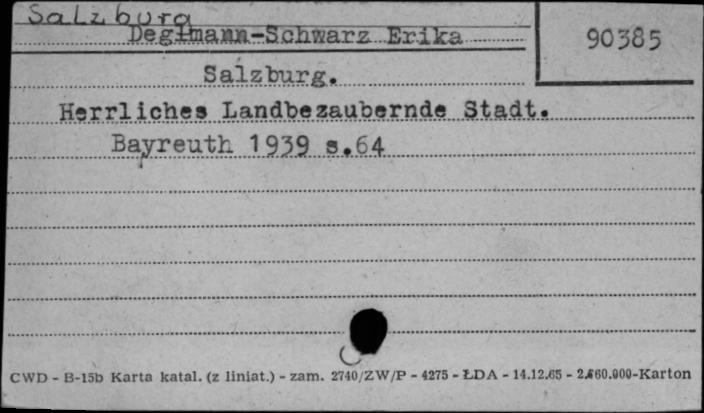 Salzburg
Deglmann-Schwarz Erika
90385
Salzburg.
Herrliches Landbezaubernde Stadt.
Bayreuth 1939 s.64
CWD - B-15b Karta katal. (z liniat.) - zam. 2740/ZW/P - 4275 - ŁDA - 14.12.65 - 2.660.000-Karton